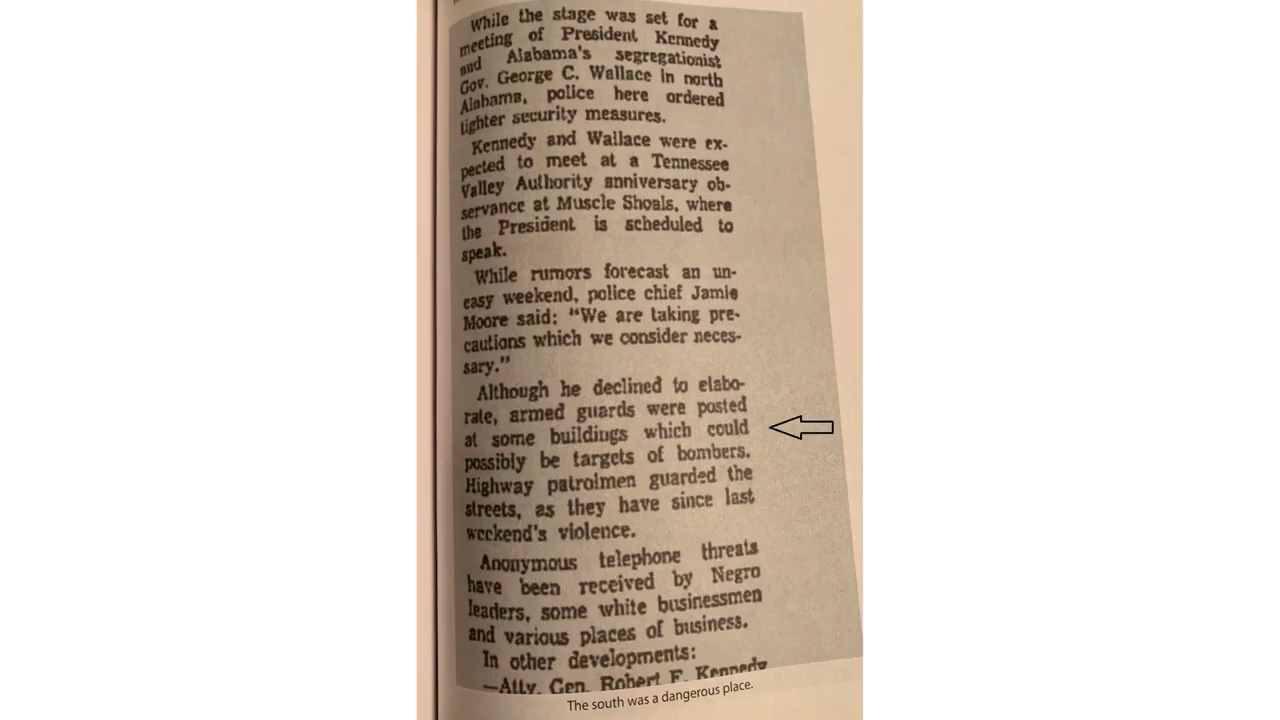 While the stage was set for a
meeting of President Kennedy
and Alabama's segregationist
Gov. George C. Wallace in north
Alabama, police here ordered
tighter security measures.
Kennedy and Wallace were ex-
pected to meet at a Tennessee
Valley Authority anniversary ob-
servance at Muscle Shoals, where
the President is scheduled to
speak.
While rumors forecast an un-
easy weekend, police chief Jamie
Moore said: "We are taking pre-
cautions which we consider neces-
sary."
Although he declined to elabo-
rate, armed guards were posted
at some buildings which could
possibly be targets of bombers.
Highway patrolmen guarded the
streets, as they have since last
weekend's violence.
Anonymous telephone threats
have been received by Negro
leaders, some white businessmen
and various places of business.
In other developments:
—Atty. Gen. Robert F. Kennedy
The south was a dangerous place.